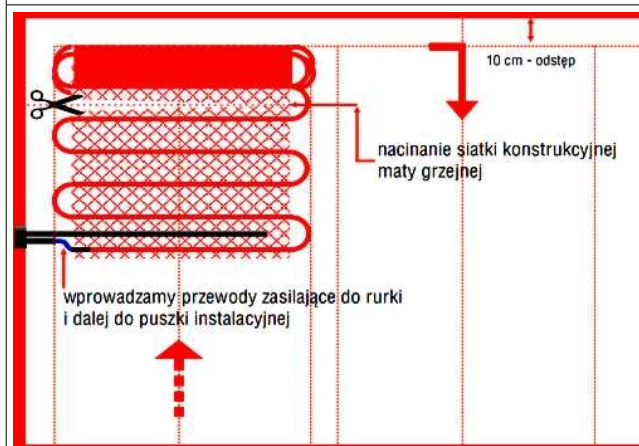 10 cm - odstęp
nacinanie siatki konstrukcyjnej
maty grzejnej
wprowadzamy przewody zasilające do rurki
i dalej do puszki instalacyjnej